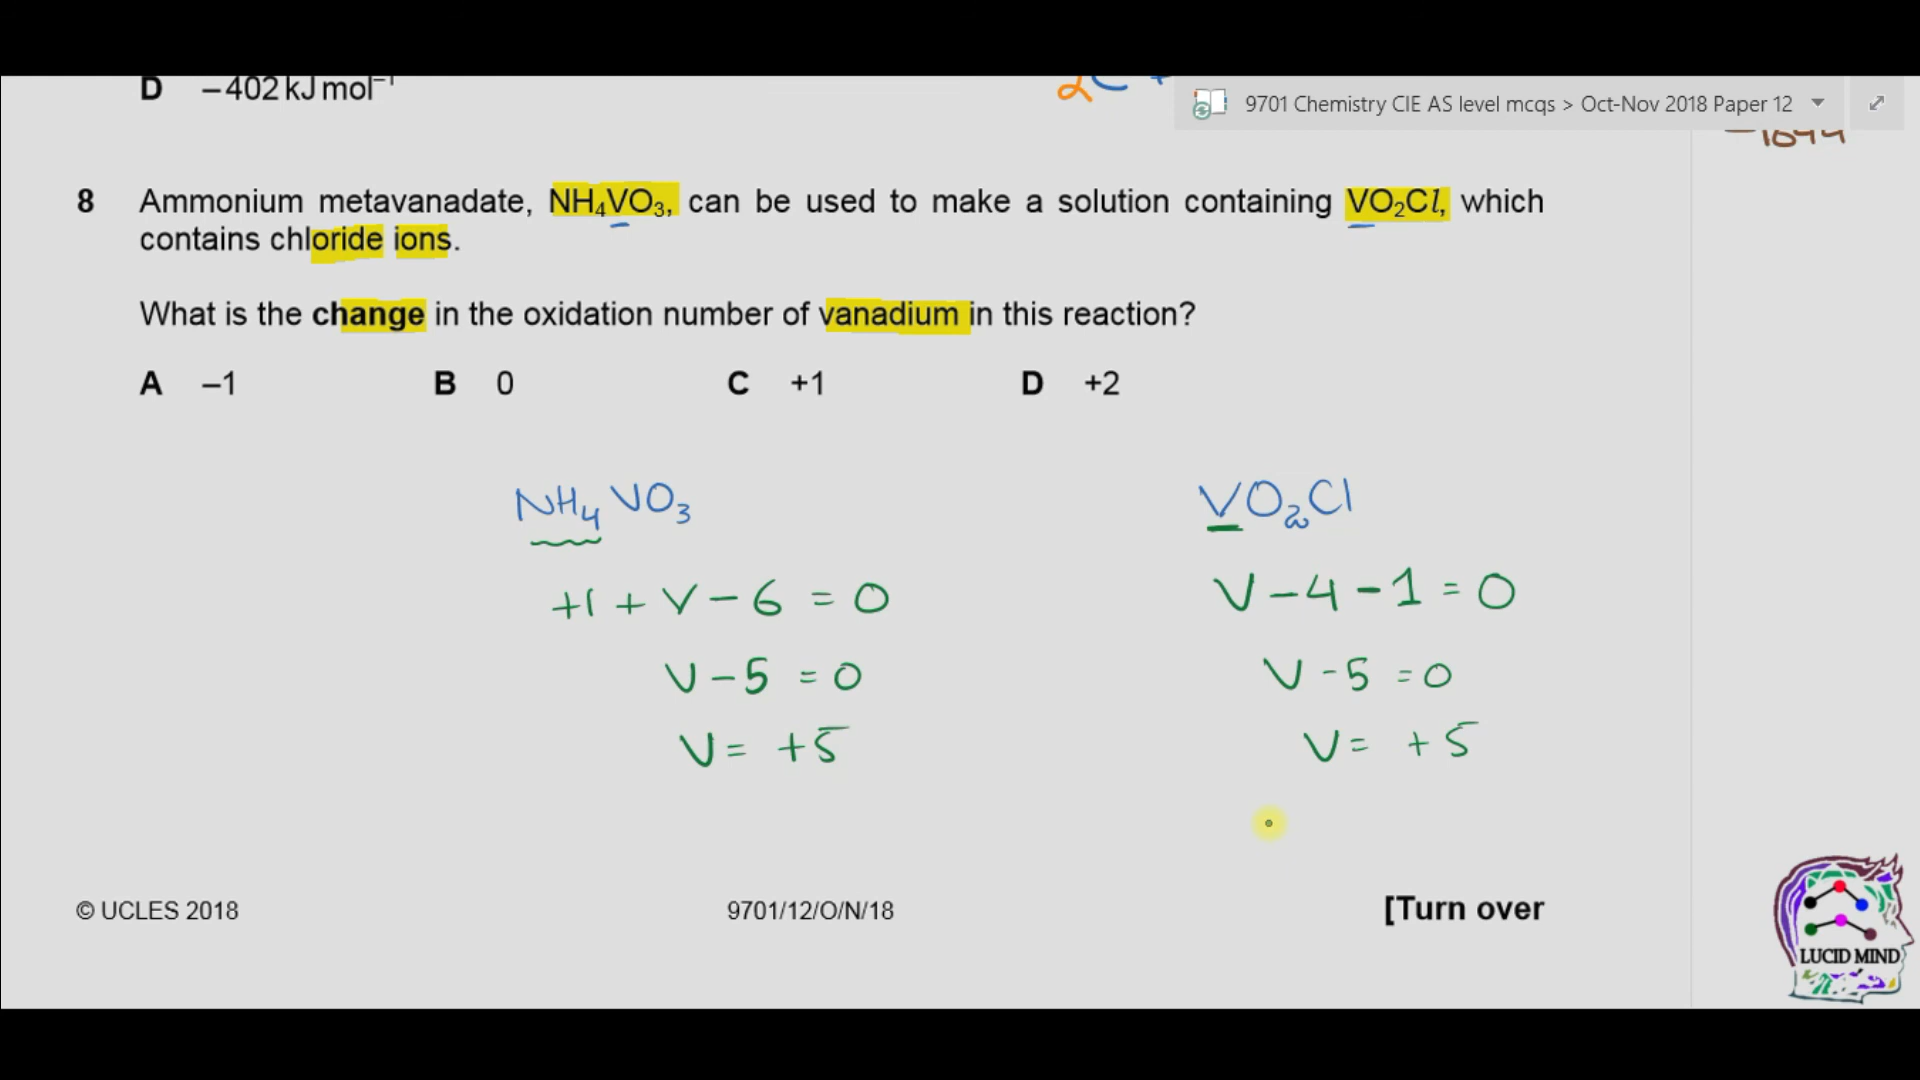 D –402 kJ mol⁻¹
9701 Chemistry CIE AS level mcqs > Oct-Nov 2018 Paper 12
8 Ammonium metavanadate, NH₄VO₃, can be used to make a solution containing VO₂Cl, which
contains chloride ions.
What is the change in the oxidation number of vanadium in this reaction?
A –1 B 0 C +1 D +2
NH₄ VO₃ VO₂Cl
+1 + V – 6 = 0 V – 4 – 1 = 0
V – 5 = 0 V - 5 = 0
V = +5 V = +5
© UCLES 2018 9701/12/O/N/18 [Turn over
LUCID MIND